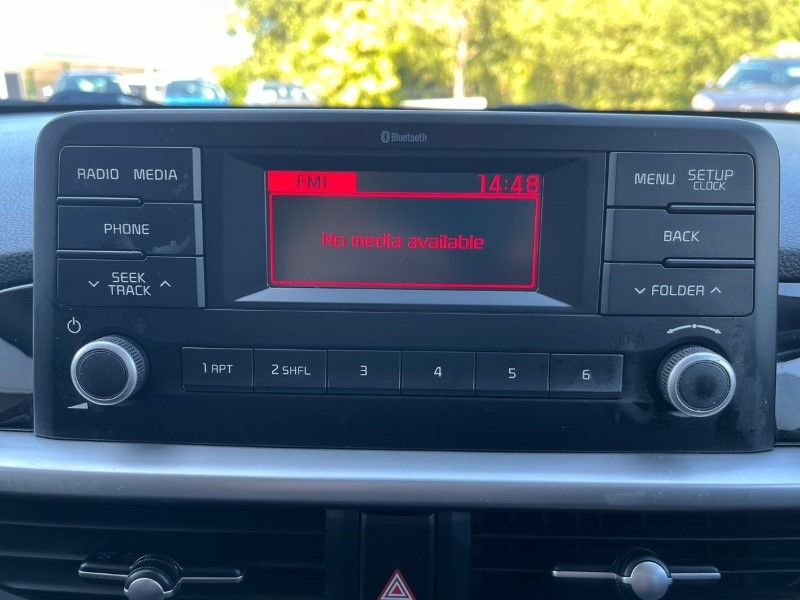 Bluetooth
RADIO MEDIA
PHONE
SEEK
TRACK
FM1 14:48
No media available
MENU SETUP
CLOCK
BACK
FOLDER
1 RPT 2 SHFL 3 4 5 6